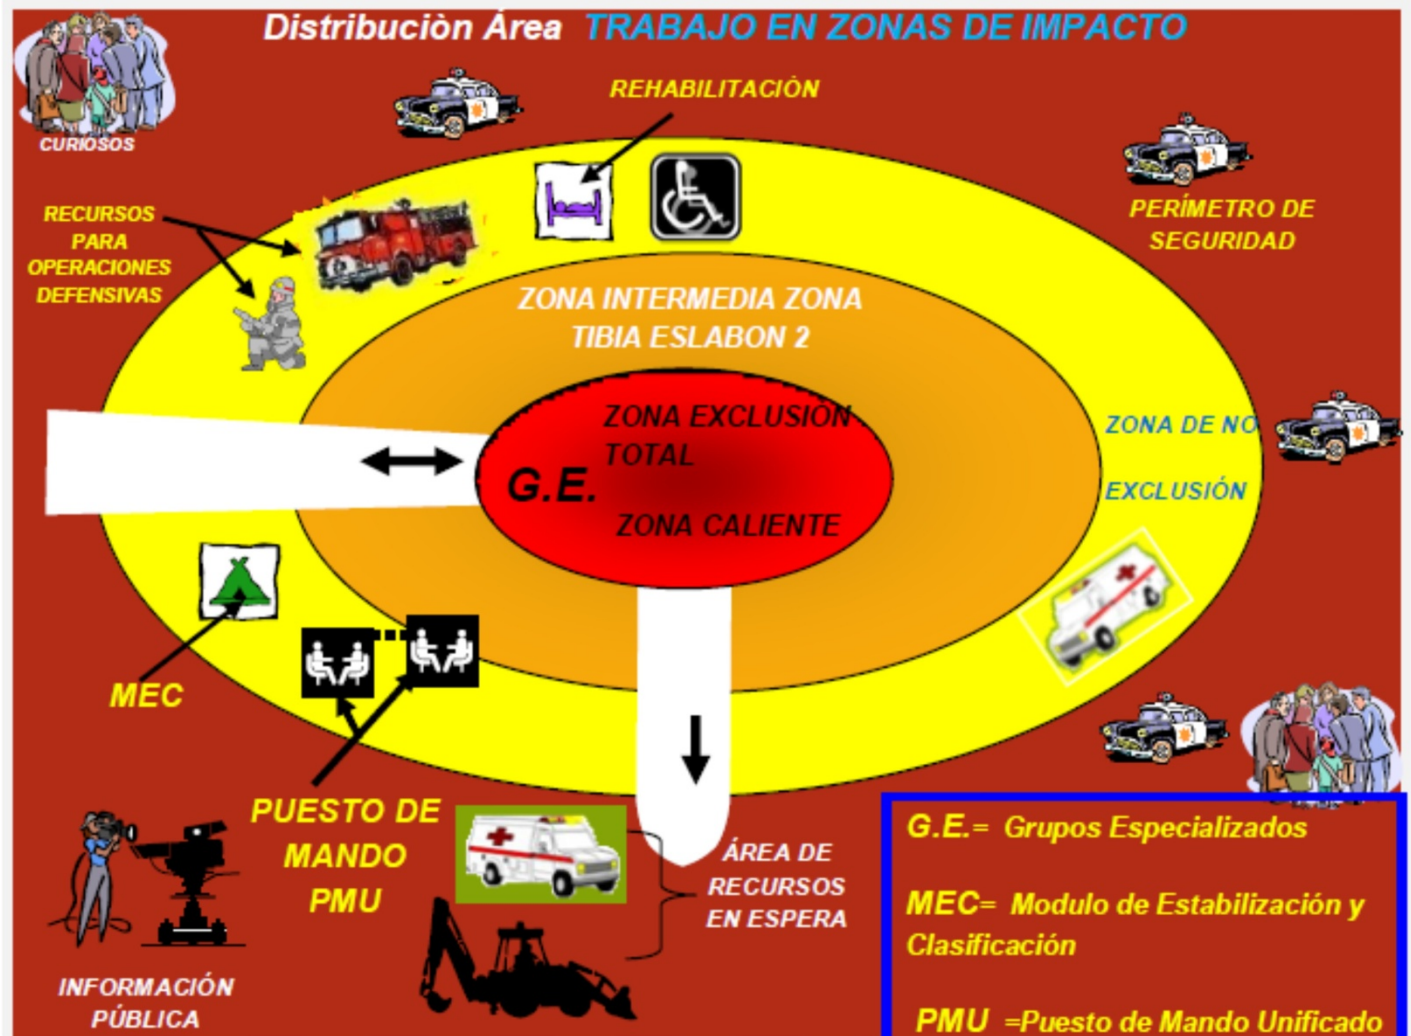 Distribuciòn Área TRABAJO EN ZONAS DE IMPACTO
CURIOSOS
REHABILITACIÓN
RECURSOS
PARA
OPERACIONES
DEFENSIVAS
PERÍMETRO DE
SEGURIDAD
ZONA INTERMEDIA ZONA
TIBIA ESLABON 2
ZONA EXCLUSIÓN
TOTAL
G.E.
ZONA CALIENTE
ZONA DE NO
EXCLUSIÓN
MEC
PUESTO DE
MANDO
PMU
ÁREA DE
RECURSOS
EN ESPERA
INFORMACIÓN
PÚBLICA
G.E.= Grupos Especializados
MEC= Modulo de Estabilización y
Clasificación
PMU =Puesto de Mando Unificado